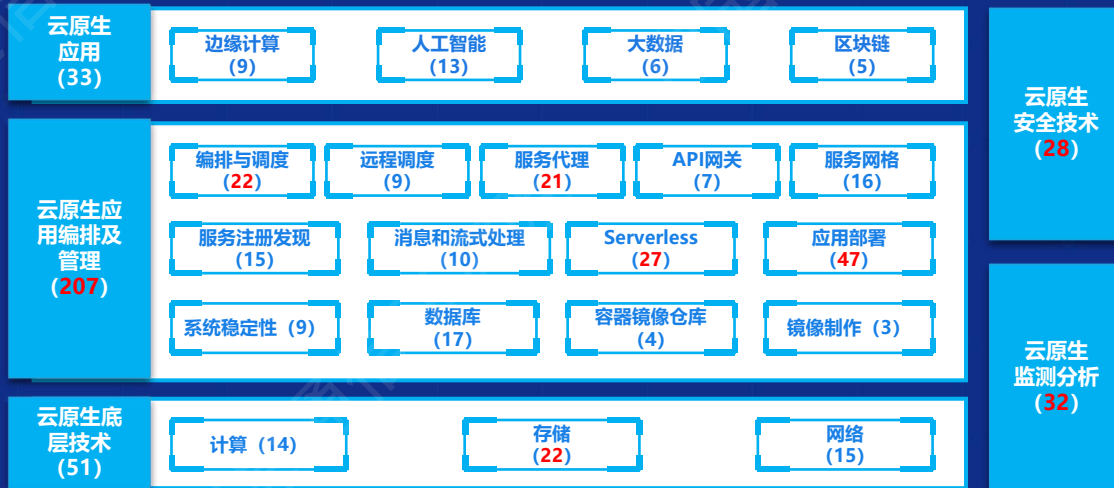 云原生
应用
(33)
边缘计算
(9)
人工智能
(13)
大数据
(6)
区块链
(5)
云原生应
用编排及
管理
(207)
编排与调度
(22)
远程调度
(9)
服务代理
(21)
API网关
(7)
服务网格
(16)
服务注册发现
(15)
消息和流式处理
(10)
Serverless
(27)
应用部署
(47)
系统稳定性（9）
数据库
(17)
容器镜像仓库
(4)
镜像制作（3）
云原生底
层技术
(51)
计算（14）
存储
(22)
网络
(15)
云原生
安全技术
(28)
云原生
监测分析
(32)